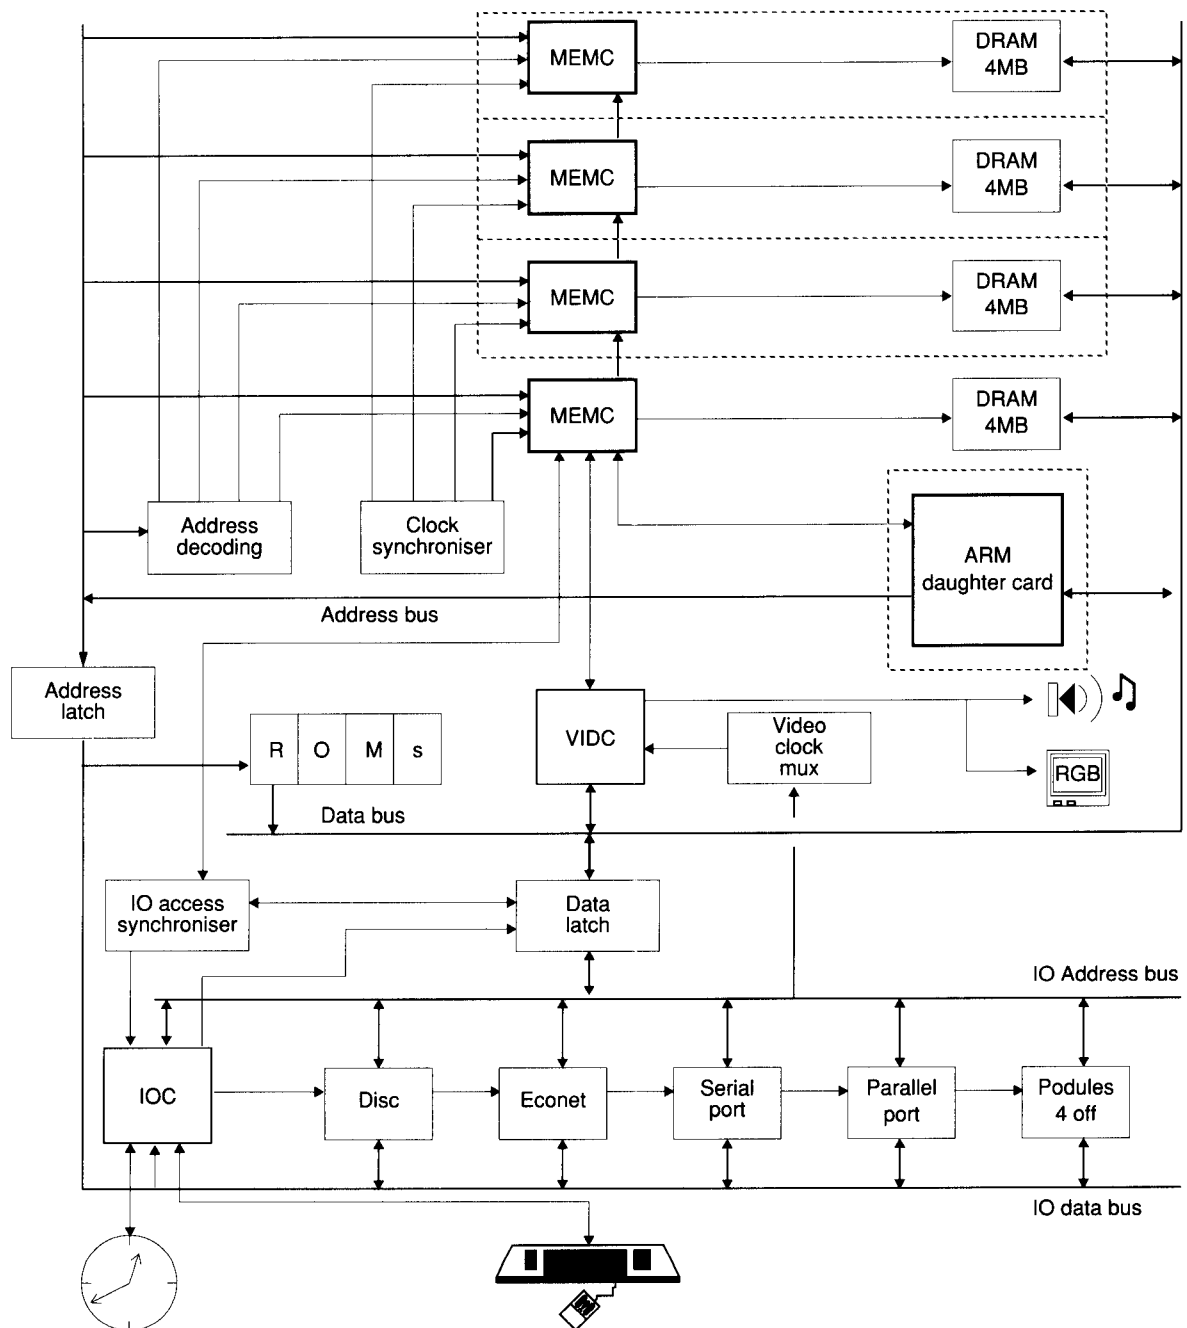 MEMC
DRAM
4MB
MEMC
DRAM
4MB
MEMC
DRAM
4MB
MEMC
DRAM
4MB
Address
decoding
Clock
synchroniser
ARM
daughter card
Address bus
Address
latch
R O M s
VIDC
Video
clock
mux
RGB
Data bus
IO access
synchroniser
Data
latch
IO Address bus
IOC
Disc
Econet
Serial
port
Parallel
port
Podules
4 off
IO data bus